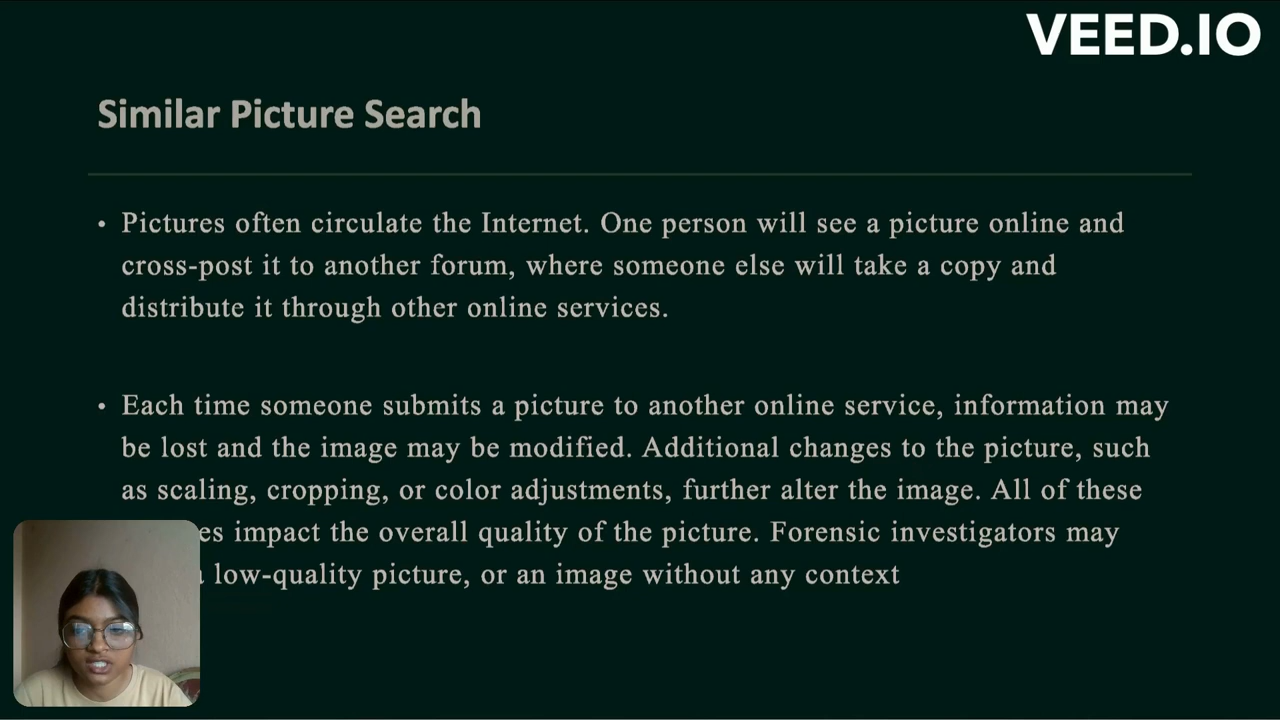 VEED.IO
Similar Picture Search
• Pictures often circulate the Internet. One person will see a picture online and
cross-post it to another forum, where someone else will take a copy and
distribute it through other online services.
• Each time someone submits a picture to another online service, information may
be lost and the image may be modified. Additional changes to the picture, such
as scaling, cropping, or color adjustments, further alter the image. All of these
impact the overall quality of the picture. Forensic investigators may
low-quality picture, or an image without any context